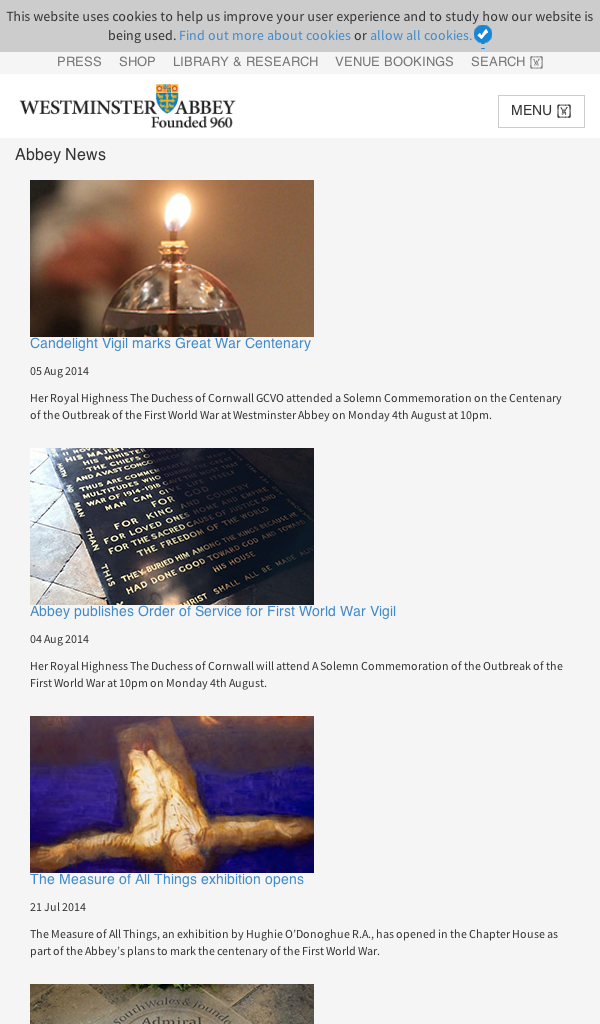 This website uses cookies to help us improve your user experience and to study how our website is
being used. Find out more about cookies or allow all cookies.
PRESS SHOP LIBRARY & RESEARCH VENUE BOOKINGS SEARCH
WESTMINSTER ABBEY
Founded 960
MENU
Abbey News
Candelight Vigil marks Great War Centenary
05 Aug 2014
Her Royal Highness The Duchess of Cornwall GCVO attended a Solemn Commemoration on the Centenary
of the Outbreak of the First World War at Westminster Abbey on Monday 4th August at 10pm.
HIS MAJES
HIS MINISTER
THE CHIEFS O
AND A VAST CONCO
THUS ARE COMMEM
MULTITUDES WHO
WAR OF 1914-1918
MAN CAN GIVE
FOR GOD
FOR KING AND COUNTRY
FOR LOVED ONES HOME AND EMPIRE
FOR THE SACRED CAUSE OF JUSTICE AND
THE FREEDOM OF THE WORLD
THEY BURIED HIM AMONG THE KINGS BECAUSE HE
HAD DONE GOOD TOWARD GOD AND TOWARD
HIS HOUSE
MAN THAN THIS
CHRIST SHALL ALL BE MADE
Abbey publishes Order of Service for First World War Vigil
04 Aug 2014
Her Royal Highness The Duchess of Cornwall will attend A Solemn Commemoration of the Outbreak of the
First World War at 10pm on Monday 4th August.
The Measure of All Things exhibition opens
21 Jul 2014
The Measure of All Things, an exhibition by Hughie O'Donoghue R.A., has opened in the Chapter House as
part of the Abbey's plans to mark the centenary of the First World War.
South Wales & founde
Admiral